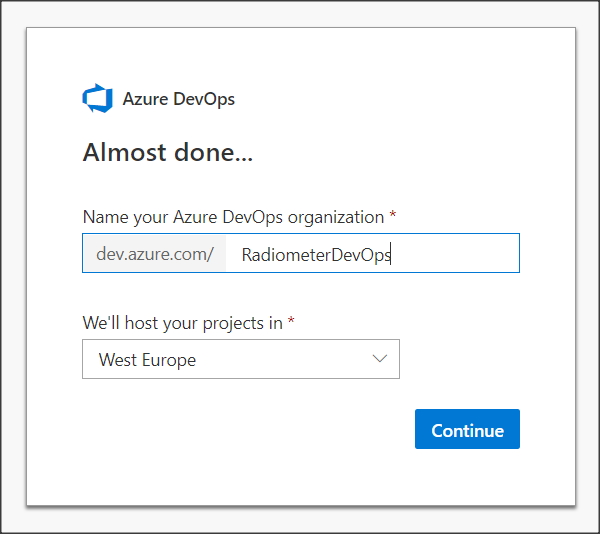 Azure DevOps
Almost done...
Name your Azure DevOps organization *
dev.azure.com/ RadiometerDevOps
We'll host your projects in *
West Europe
Continue